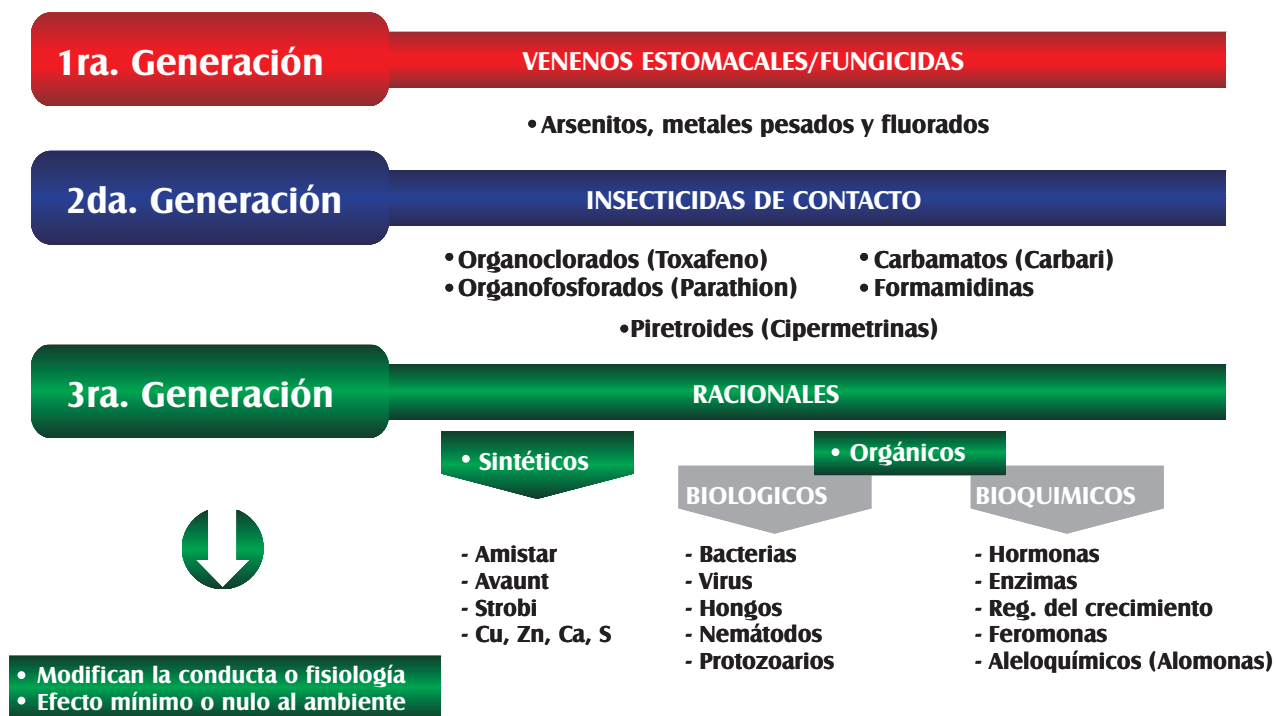 1ra. Generación
VENENOS ESTOMACALES/FUNGICIDAS
• Arsenitos, metales pesados y fluorados
2da. Generación
INSECTICIDAS DE CONTACTO
• Organoclorados (Toxafeno)
• Organofosforados (Parathion)
• Carbamatos (Carbari)
• Formamidinas
•Piretroides (Cipermetrinas)
3ra. Generación
RACIONALES
• Sintéticos
- Amistar
- Avaunt
- Strobi
- Cu, Zn, Ca, S
• Orgánicos
BIOLOGICOS
- Bacterias
- Virus
- Hongos
- Nemátodos
- Protozoarios
BIOQUIMICOS
- Hormonas
- Enzimas
- Reg. del crecimiento
- Feromonas
- Aleloquímicos (Alomonas)
• Modifican la conducta o fisiología
• Efecto mínimo o nulo al ambiente